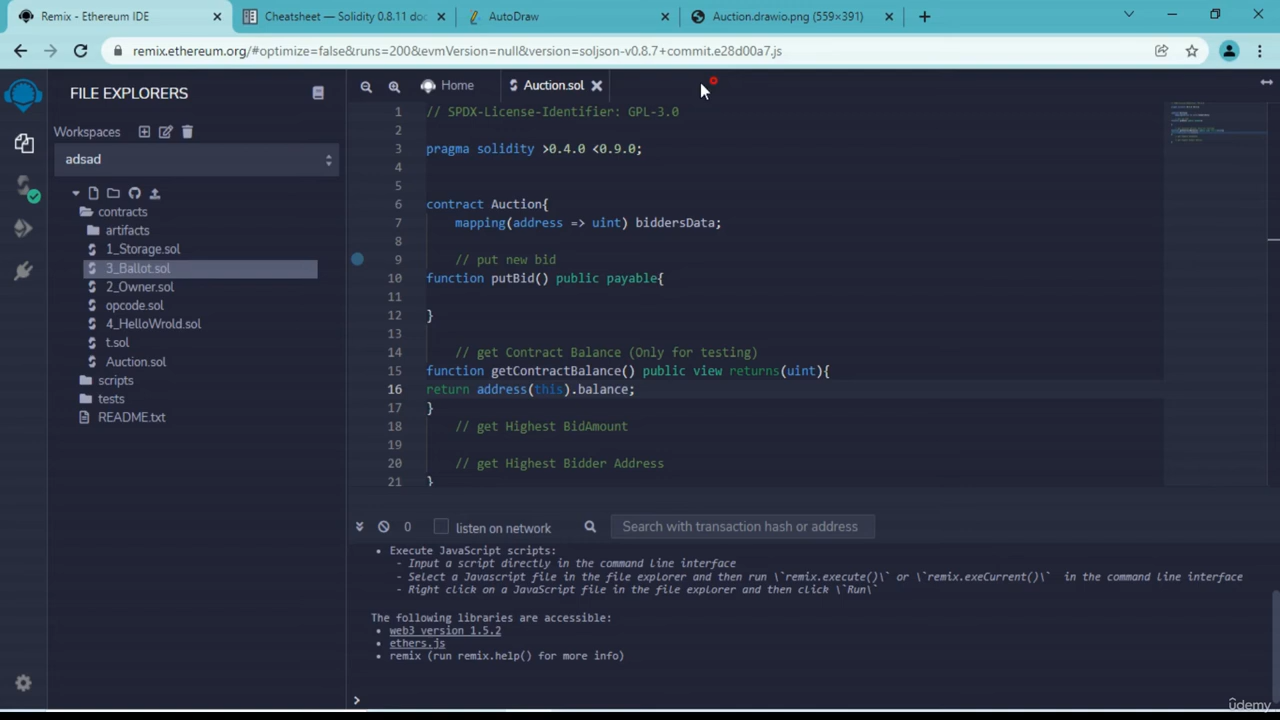 Remix - Ethereum IDE
Cheatsheet — Solidity 0.8.11 doc
AutoDraw
Auction.drawio.png (559×391)
remix.ethereum.org/#optimize=false&runs=200&evmVersion=null&version=soljson-v0.8.7+commit.e28d00a7.js
FILE EXPLORERS
Home
Auction.sol
Workspaces
adsad
contracts
artifacts
1_Storage.sol
3_Ballot.sol
2_Owner.sol
opcode.sol
4_HelloWrold.sol
t.sol
Auction.sol
scripts
tests
README.txt
1 // SPDX-License-Identifier: GPL-3.0
2
3 pragma solidity >0.4.0 <0.9.0;
4
5
6 contract Auction{
7 mapping(address => uint) biddersData;
8
9 // put new bid
10 function putBid() public payable{
11
12 }
13
14 // get Contract Balance (Only for testing)
15 function getContractBalance() public view returns(uint){
16 return address(this).balance;
17 }
18 // get Highest BidAmount
19
20 // get Highest Bidder Address
21 }
0
listen on network
Search with transaction hash or address
• Execute JavaScript scripts:
- Input a script directly in the command line interface
- Select a Javascript file in the file explorer and then run \`remix.execute()\` or \`remix.exeCurrent()\` in the command line interface
- Right click on a JavaScript file in the file explorer and then click \`Run\`
The following libraries are accessible:
• web3 version 1.5.2
• ethers.js
• remix (run remix.help() for more info)
>
ûdemy